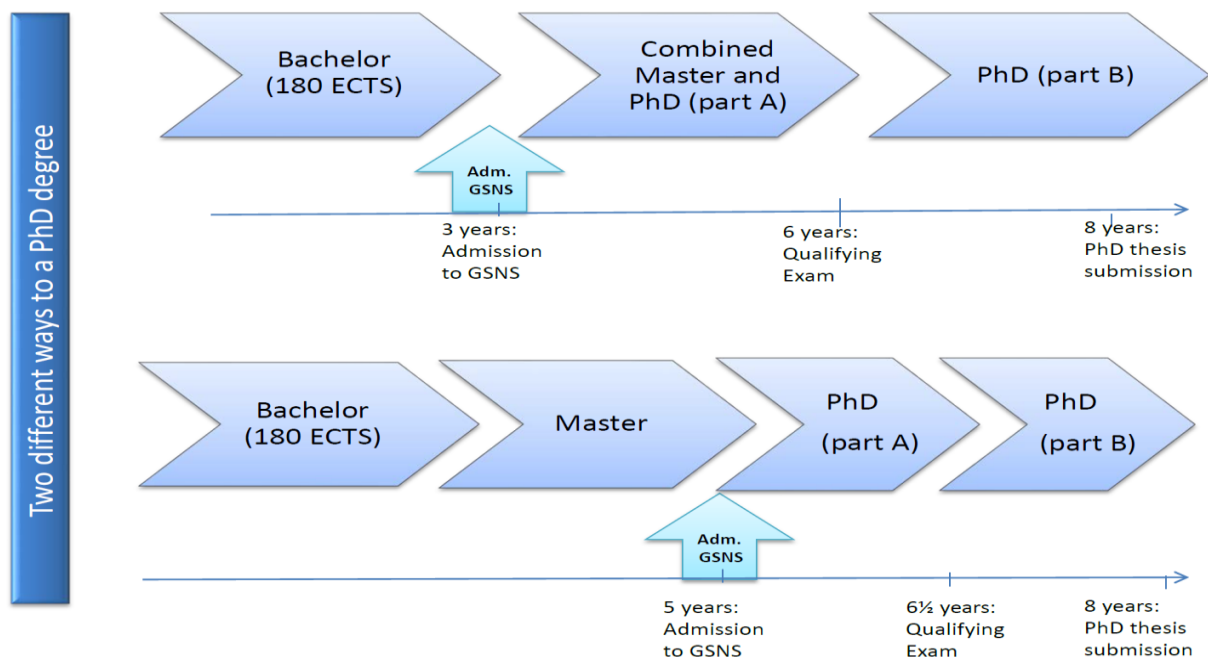 Two different ways to a PhD degree
Bachelor
(180 ECTS)
Combined
Master and
PhD (part A)
PhD (part B)
Adm.
GSNS
3 years:
Admission
to GSNS
6 years:
Qualifying
Exam
8 years:
PhD thesis
submission
Bachelor
(180 ECTS)
Master
PhD
(part A)
PhD
(part B)
Adm.
GSNS
5 years:
Admission
to GSNS
6½ years:
Qualifying
Exam
8 years:
PhD thesis
submission